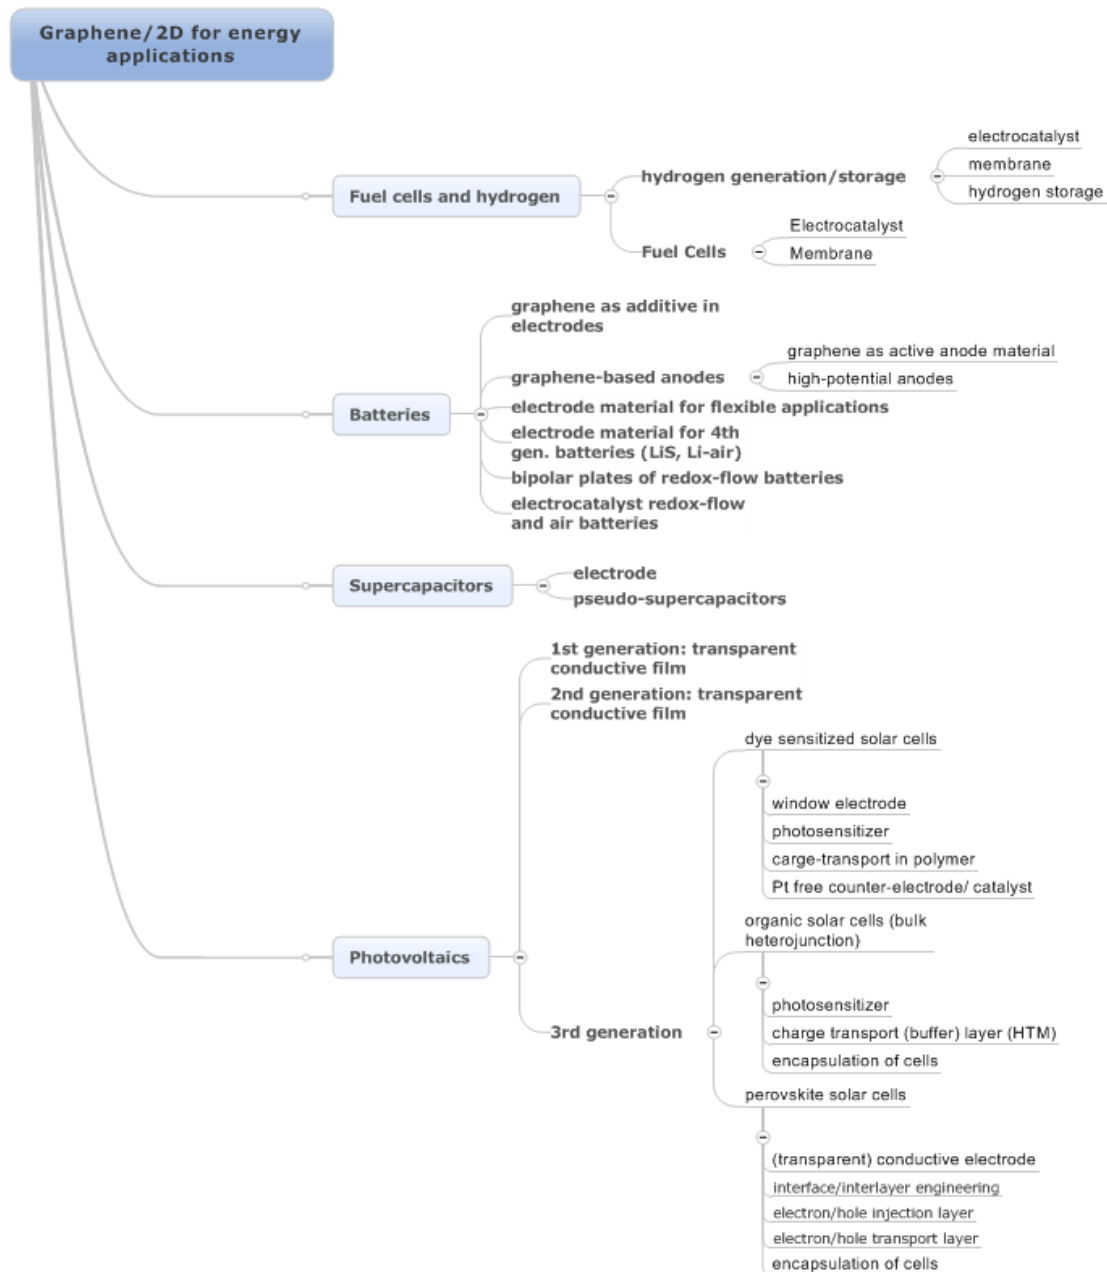 Graphene/2D for energy
applications
Fuel cells and hydrogen
hydrogen generation/storage
electrocatalyst
membrane
hydrogen storage
Fuel Cells
Electrocatalyst
Membrane
Batteries
graphene as additive in
electrodes
graphene-based anodes
graphene as active anode material
high-potential anodes
electrode material for flexible applications
electrode material for 4th
gen. batteries (LiS, Li-air)
bipolar plates of redox-flow batteries
electrocatalyst redox-flow
and air batteries
Supercapacitors
electrode
pseudo-supercapacitors
Photovoltaics
1st generation: transparent
conductive film
2nd generation: transparent
conductive film
3rd generation
dye sensitized solar cells
window electrode
photosensitizer
carge-transport in polymer
Pt free counter-electrode/ catalyst
organic solar cells (bulk
heterojunction)
photosensitizer
charge transport (buffer) layer (HTM)
encapsulation of cells
perovskite solar cells
(transparent) conductive electrode
interface/interlayer engineering
electron/hole injection layer
electron/hole transport layer
encapsulation of cells